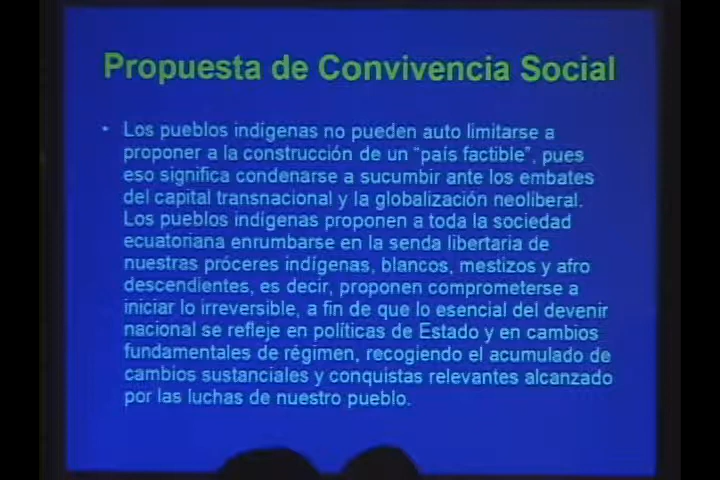 Propuesta de Convivencia Social
• Los pueblos indígenas no pueden auto limitarse a
proponer a la construcción de un “país factible”, pues
eso significa condenarse a sucumbir ante los embates
del capital transnacional y la globalización neoliberal.
Los pueblos indígenas proponen a toda la sociedad
ecuatoriana enrumbarse en la senda libertaria de
nuestras próceres indígenas, blancos, mestizos y afro
descendientes, es decir, proponen comprometerse a
iniciar lo irreversible, a fin de que lo esencial del devenir
nacional se refleje en políticas de Estado y en cambios
fundamentales de régimen, recogiendo el acumulado de
cambios sustanciales y conquistas relevantes alcanzado
por las luchas de nuestro pueblo.